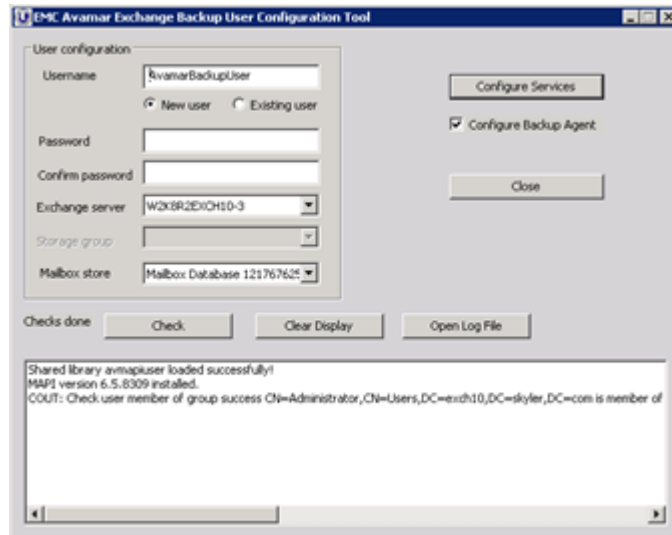 EMC Avamar Exchange Backup User Configuration Tool
User configuration
Username
AvamarBackupUser
New user
Existing user
Password
Confirm password
Exchange server
W2K8R2EXCH10-3
Storage group
Mailbox store
Mailbox Database 121767625
Configure Services
Configure Backup Agent
Close
Checks done
Check
Clear Display
Open Log File
Shared library avmapiuser loaded successfully!
MAPI version 6.5.8309 installed.
COUT: Check user member of group success CN=Administrator,CN=Users,DC=exch10,DC=skyler,DC=com is member of